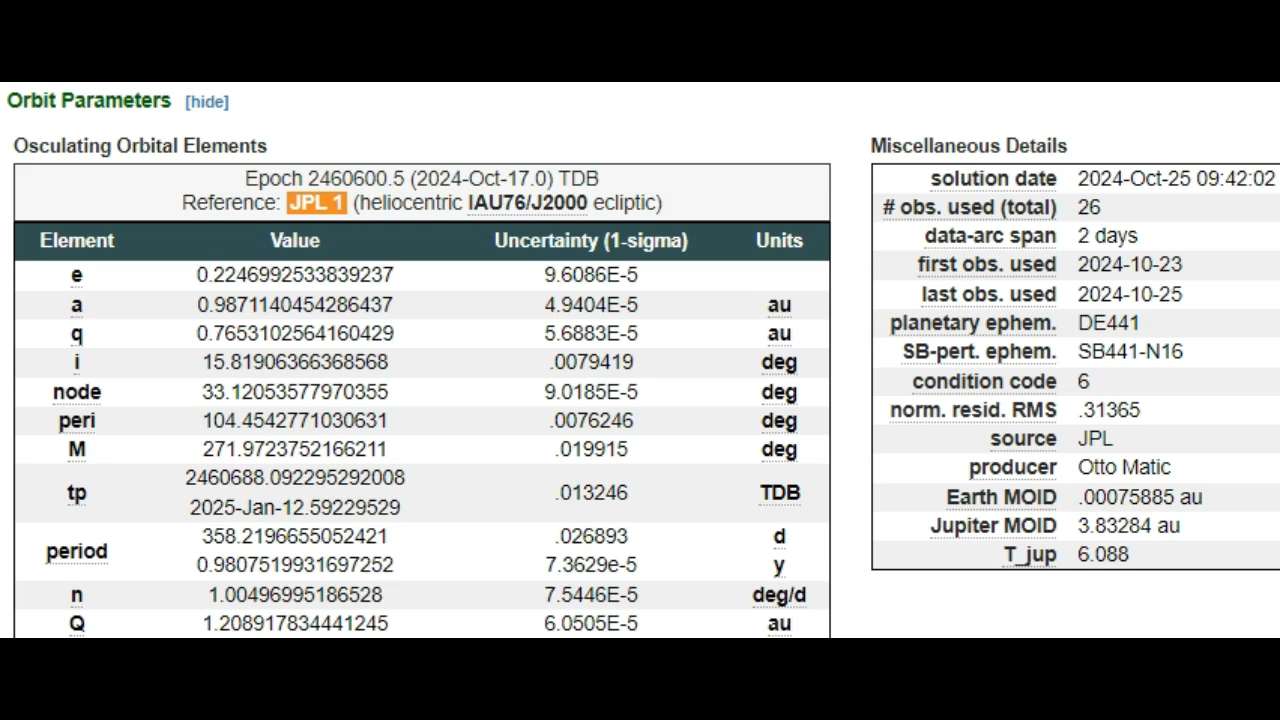 Orbit Parameters [hide]
Osculating Orbital Elements
Epoch 2460600.5 (2024-Oct-17.0) TDB
Reference: JPL 1 (heliocentric IAU76/J2000 ecliptic)
Element Value Uncertainty (1-sigma) Units
e 0.2246992533839237 9.6086E-5
a 0.9871140454286437 4.9404E-5 au
q 0.7653102564160429 5.6883E-5 au
i 15.81906366368568 .0079419 deg
node 33.12053577970355 9.0185E-5 deg
peri 104.4542771030631 .0076246 deg
M 271.9723752166211 .019915 deg
tp 2460688.092295292008 .013246 TDB
2025-Jan-12.59229529
period 358.2196655052421 .026893 d
0.9807519931697252 7.3629e-5 y
n 1.00496995186528 7.5446E-5 deg/d
Q 1.208917834441245 6.0505E-5 au
Miscellaneous Details
solution date 2024-Oct-25 09:42:02
# obs. used (total) 26
data-arc span 2 days
first obs. used 2024-10-23
last obs. used 2024-10-25
planetary ephem. DE441
SB-pert. ephem. SB441-N16
condition code 6
norm. resid. RMS .31365
source JPL
producer Otto Matic
Earth MOID .00075885 au
Jupiter MOID 3.83284 au
T_jup 6.088